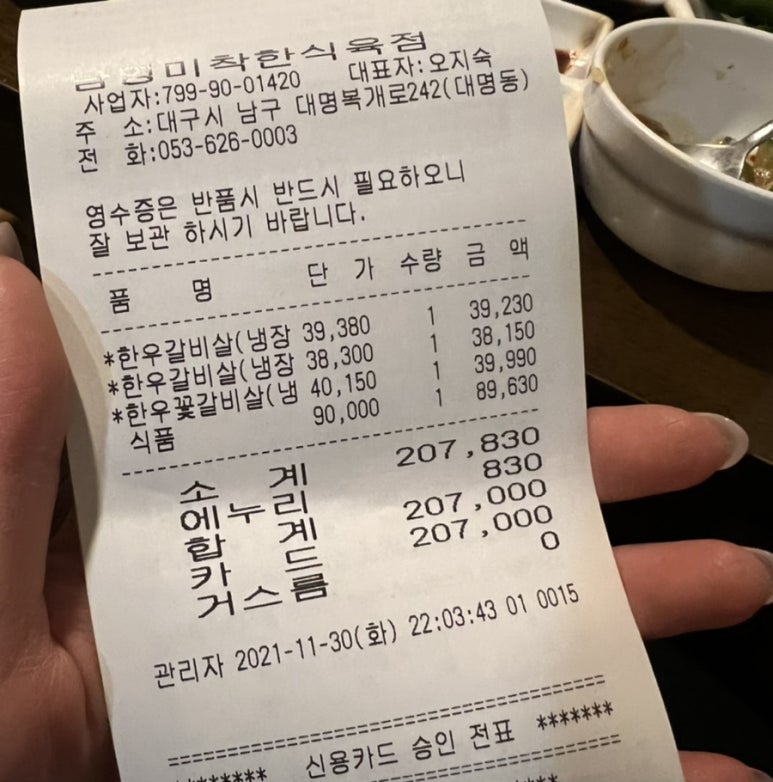 미착한식육점
사업자:799-90-01420 대표자:오지숙
주 소:대구시 남구 대명복개로242(대명동)
전 화:053-626-0003
영수증은 반품시 반드시 필요하오니
잘 보관 하시기 바랍니다.
품 명 단 가 수량 금 액
*한우갈비살(냉장 39,380 1 39,230
*한우갈비살(냉장 38,300 1 38,150
*한우꽃갈비살(냉 40,150 1 39,990
식품 90,000 1 89,630
소 계 207,830
에누리 830
합 계 207,000
카 드 207,000
거스름 0
관리자 2021-11-30(화) 22:03:43 01 0015
******** 신용카드 승인 전표 *******